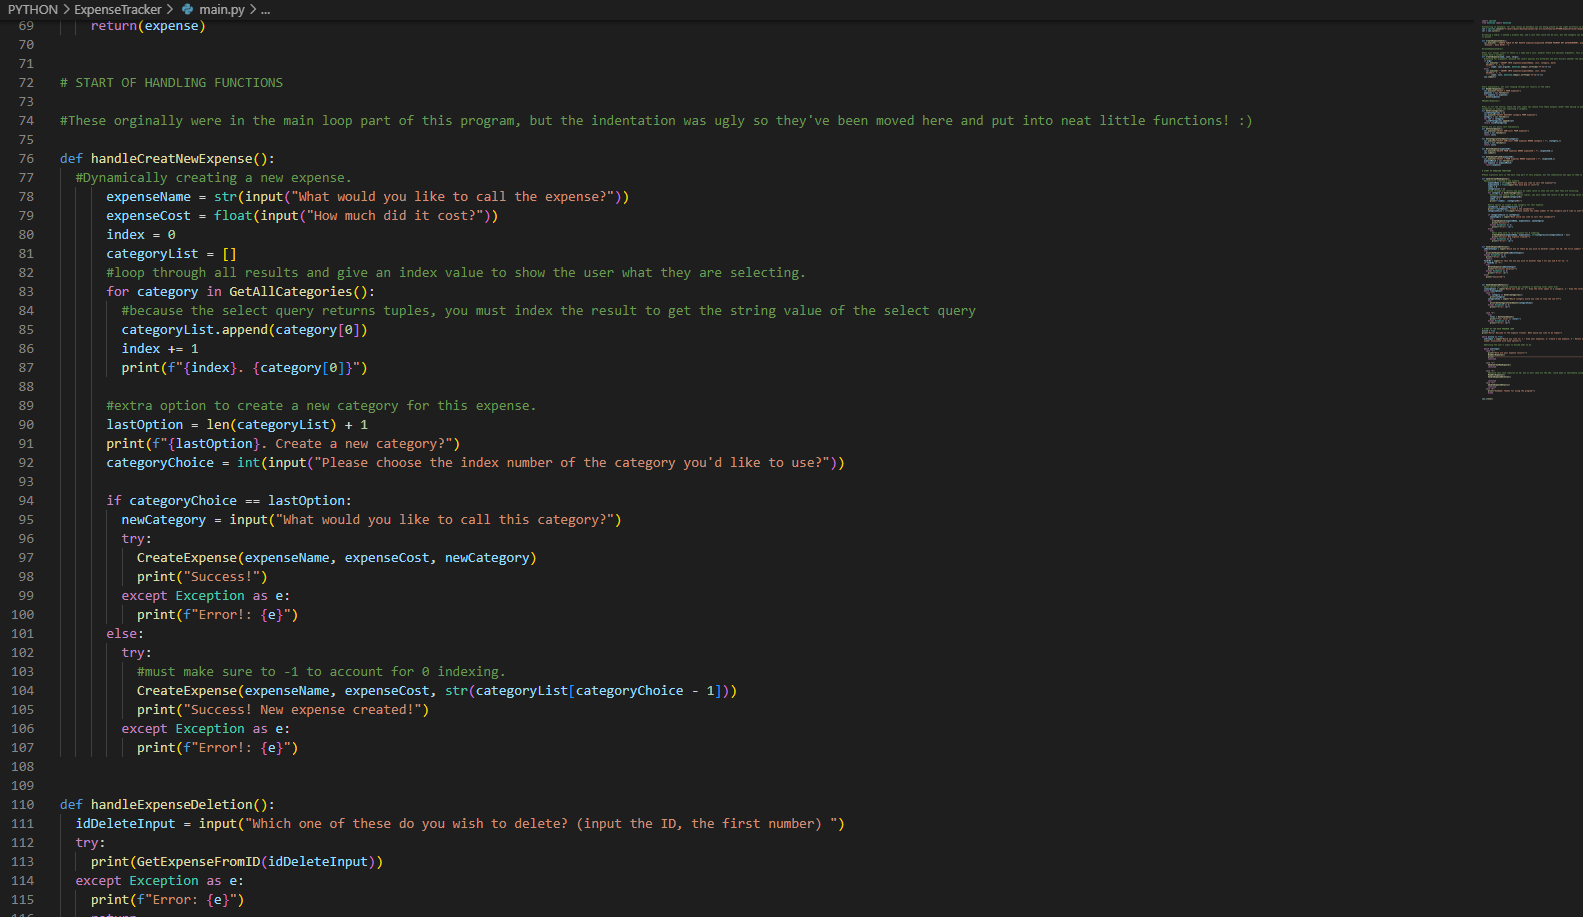 PYTHON > ExpenseTracker > main.py > ...
69 return(expense)
70
71
72 # START OF HANDLING FUNCTIONS
73
74 #These orginally were in the main loop part of this program, but the indentation was ugly so they've been moved here and put into neat little functions! :)
75
76 def handleCreatNewExpense():
77 #Dynamically creating a new expense.
78 expenseName = str(input("What would you like to call the expense?"))
79 expenseCost = float(input("How much did it cost?"))
80 index = 0
81 categoryList = []
82 #loop through all results and give an index value to show the user what they are selecting.
83 for category in GetAllCategories():
84 #because the select query returns tuples, you must index the result to get the string value of the select query
85 categoryList.append(category[0])
86 index += 1
87 print(f"{index}. {category[0]}")
88
89 #extra option to create a new category for this expense.
90 lastOption = len(categoryList) + 1
91 print(f"{lastOption}. Create a new category?")
92 categoryChoice = int(input("Please choose the index number of the category you'd like to use?"))
93
94 if categoryChoice == lastOption:
95 newCategory = input("What would you like to call this category?")
96 try:
97 CreateExpense(expenseName, expenseCost, newCategory)
98 print("Success!")
99 except Exception as e:
100 print(f"Error!: {e}")
101 else:
102 try:
103 #must make sure to -1 to account for 0 indexing.
104 CreateExpense(expenseName, expenseCost, str(categoryList[categoryChoice - 1]))
105 print("Success! New expense created!")
106 except Exception as e:
107 print(f"Error!: {e}")
108
109
110 def handleExpenseDeletion():
111 idDeleteInput = input("Which one of these do you wish to delete? (input the ID, the first number) ")
112 try:
113 print(GetExpenseFromID(idDeleteInput))
114 except Exception as e:
115 print(f"Error: {e}")